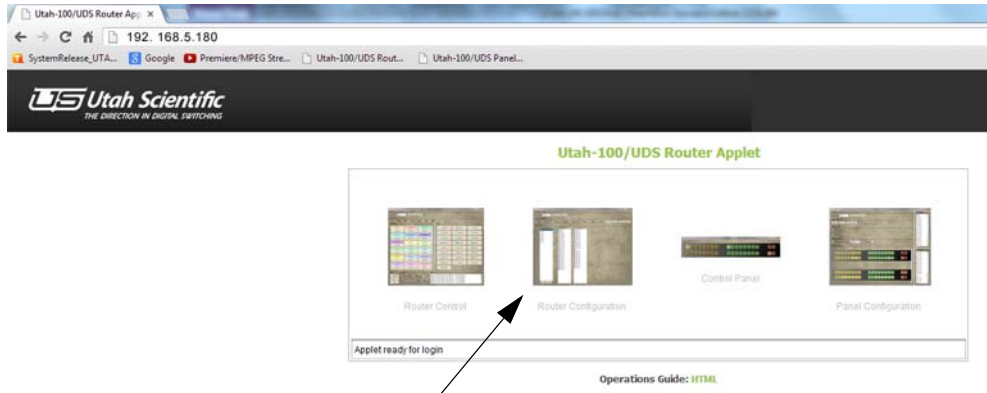 Utah-100/UDS Router Ap
192. 168.5.180
SystemRelease_UTA... Google Premiere/MPEG Stre... Utah-100/UDS Rout... Utah-100/UDS Panel...
US Utah Scientific
THE DIRECTION IN DIGITAL SWITCHING
Utah-100/UDS Router Applet
Router Control Router Configuration Control Panel Panel Configuration
Applet ready for login
Operations Guide: HTML